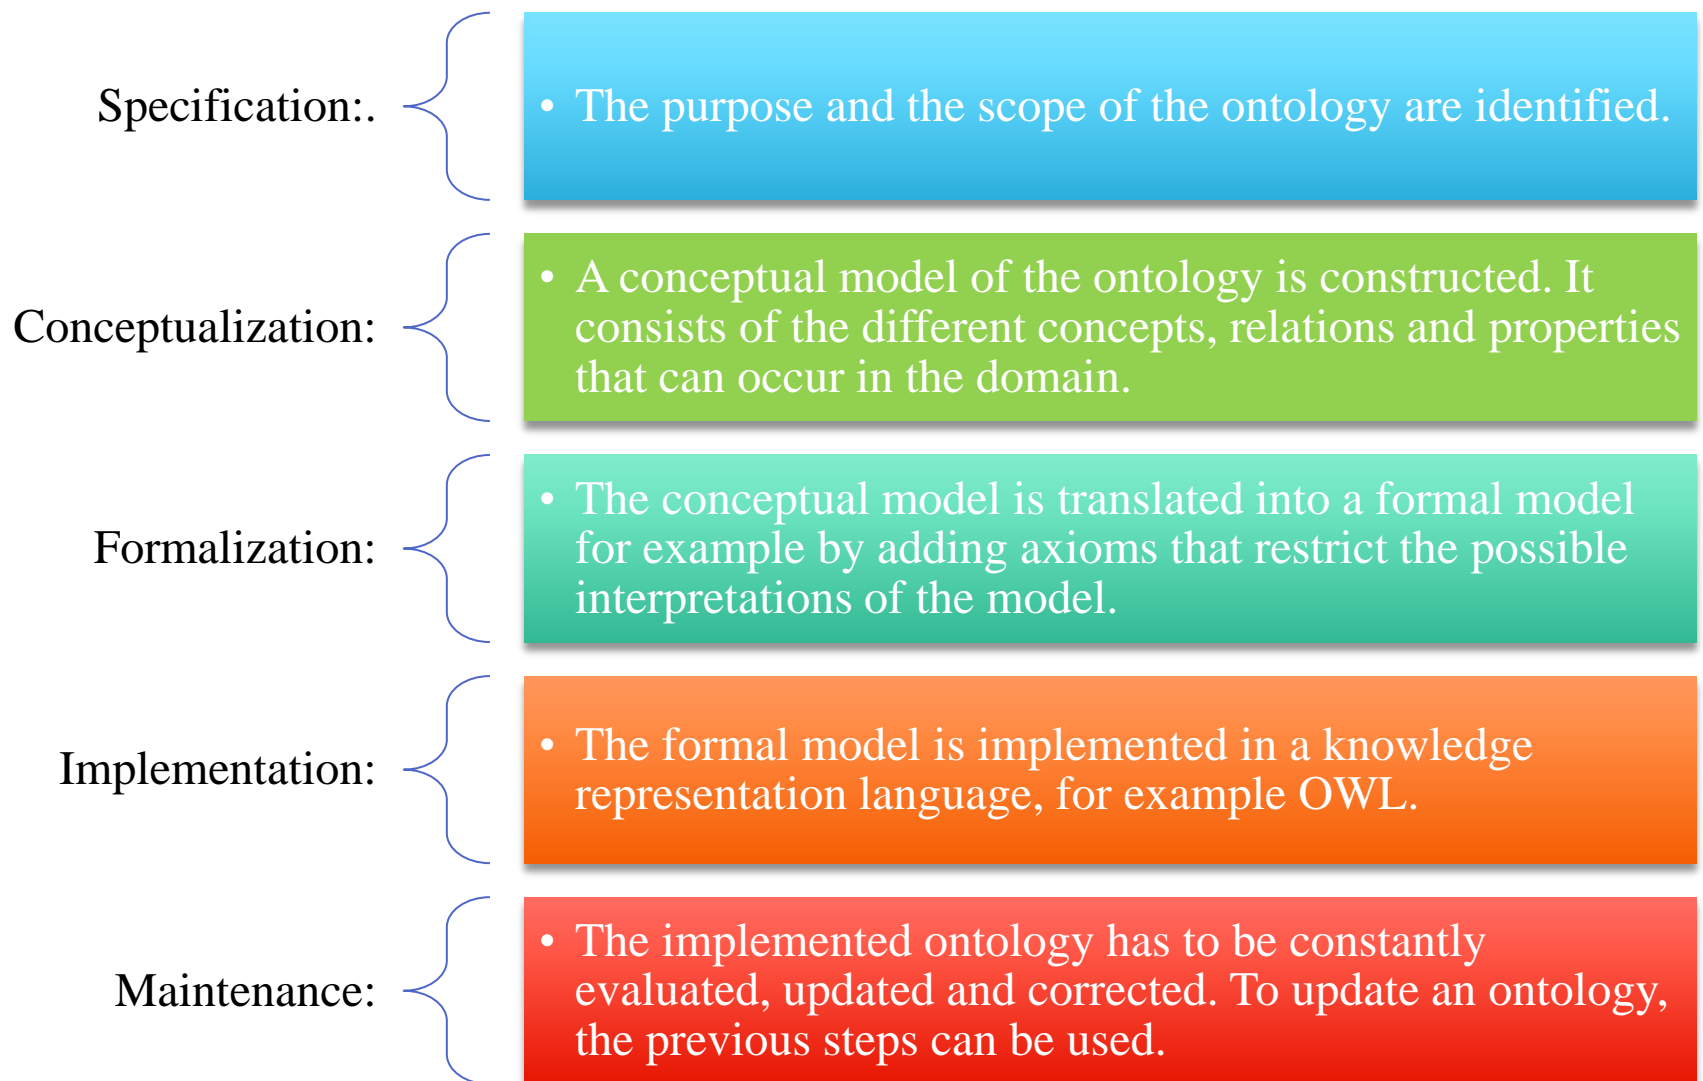 Specification:.
• The purpose and the scope of the ontology are identified.
Conceptualization:
• A conceptual model of the ontology is constructed. It
consists of the different concepts, relations and properties
that can occur in the domain.
Formalization:
• The conceptual model is translated into a formal model
for example by adding axioms that restrict the possible
interpretations of the model.
Implementation:
• The formal model is implemented in a knowledge
representation language, for example OWL.
Maintenance:
• The implemented ontology has to be constantly
evaluated, updated and corrected. To update an ontology,
the previous steps can be used.